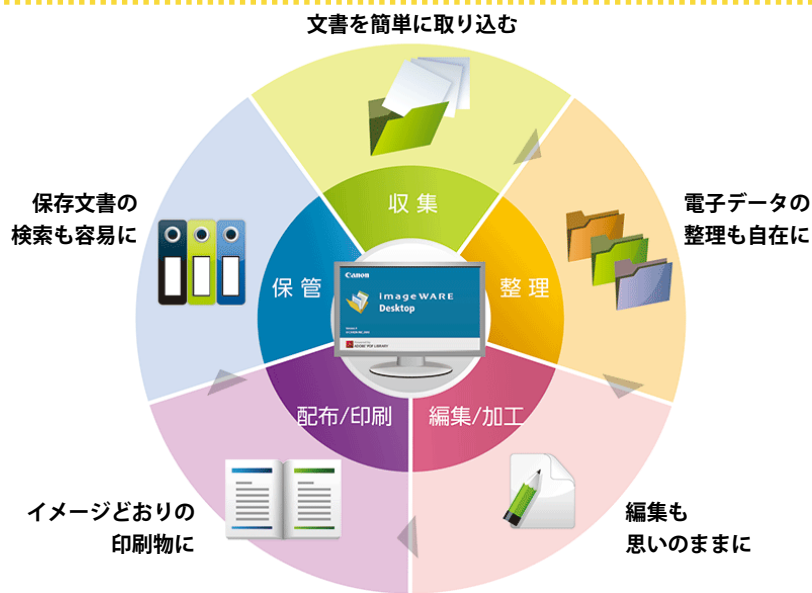 文書を簡単に取り込む
収集
保存文書の
検索も容易に
電子データの
整理も自在に
保管
整理
Canon
imageWARE
Desktop
ADOBE PDF LIBRARY
配布/印刷
編集/加工
イメージどおりの
印刷物に
編集も
思いのままに